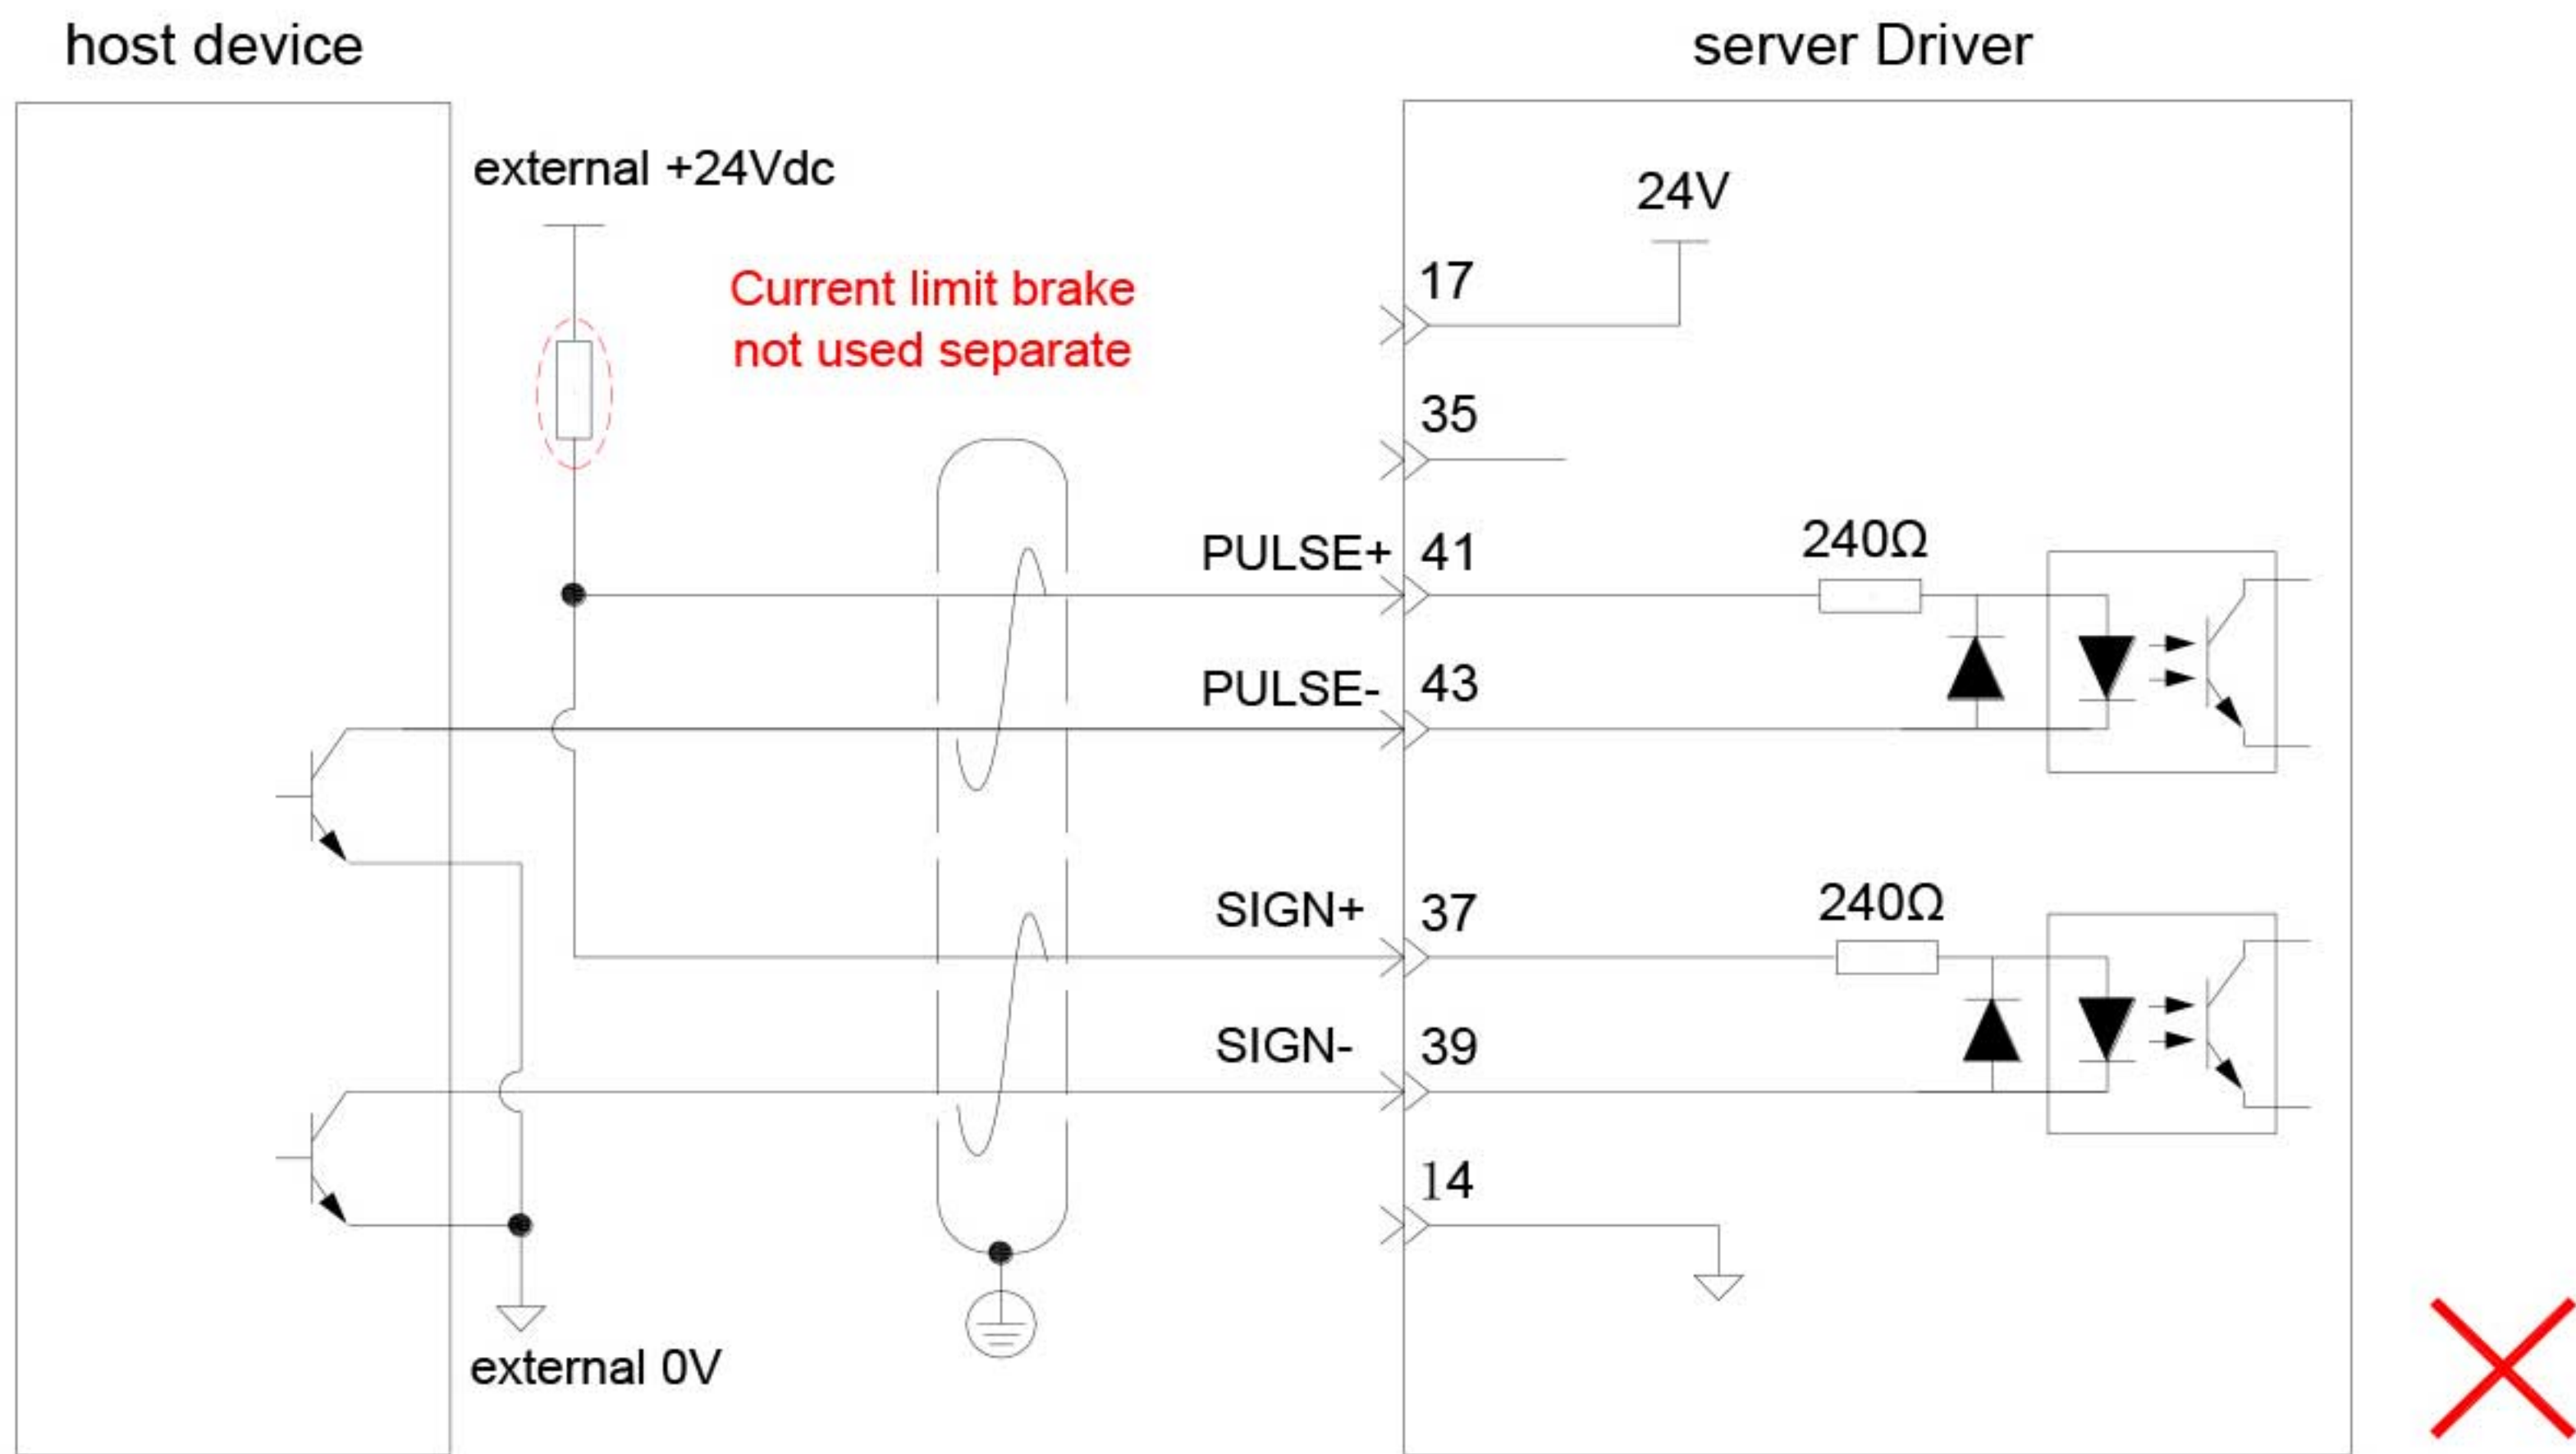 host device
server Driver
external +24Vdc
24V
Current limit brake
not used separate
17
35
PULSE+
41
240Ω
PULSE-
43
SIGN+
37
240Ω
SIGN-
39
14
external 0V